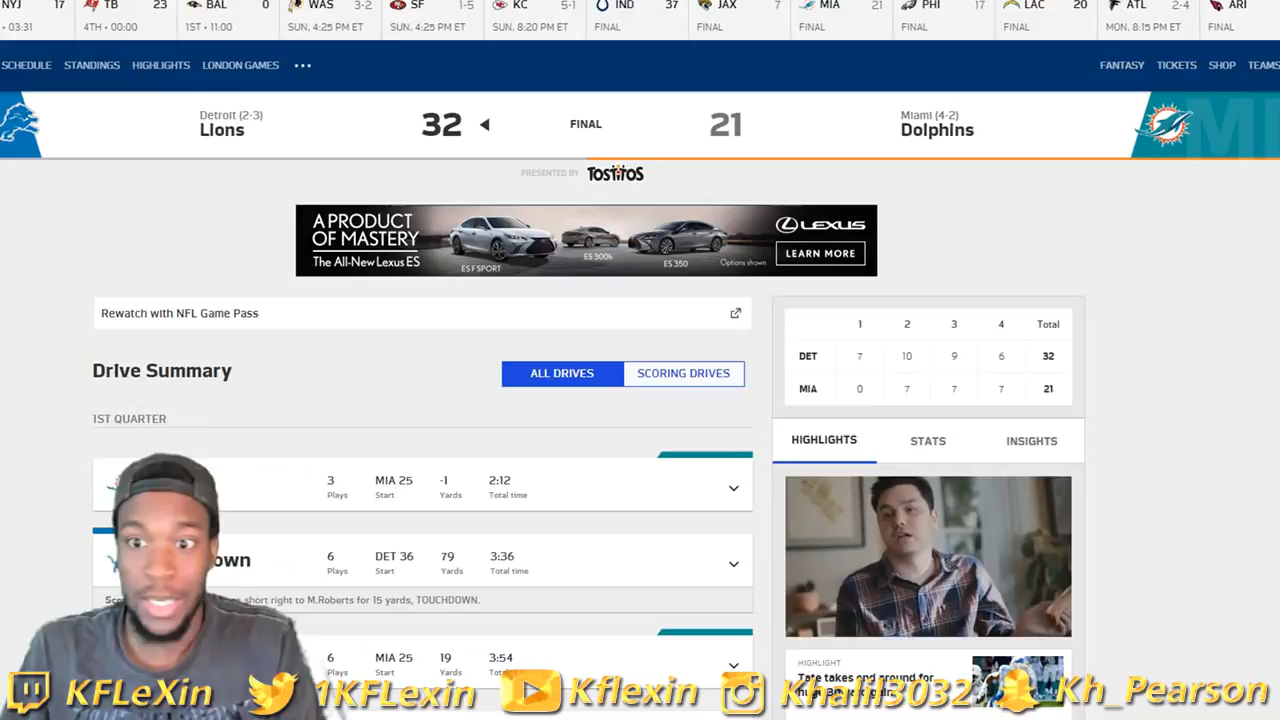 NYJ 17 TB 23 BAL 0 WAS 3-2 SF 1-5 KC 5-1 IND 37 JAX 7 MIA 21 PHI 17 LAC 20 ATL 2-4 ARI
• 03:31 4TH • 00:00 1ST • 11:00 SUN, 4:25 PM ET SUN, 4:25 PM ET SUN, 8:20 PM ET FINAL FINAL FINAL FINAL FINAL MON, 8:15 PM ET FINAL
SCHEDULE STANDINGS HIGHLIGHTS LONDON GAMES ••• FANTASY TICKETS SHOP TEAMS
Detroit (2-3)
Lions 32 FINAL 21
Miami (4-2)
Dolphins
PRESENTED BY TOSTITOS
A PRODUCT
OF MASTERY
The All-New Lexus ES
ES F SPORT ES 300h ES 350 Options shown
LEXUS
LEARN MORE
Rewatch with NFL Game Pass
Drive Summary ALL DRIVES SCORING DRIVES
1ST QUARTER
3 MIA 25 -1 2:12
Plays Start Yards Total time
own 6 DET 36 79 3:36
Plays Start Yards Total time
short right to M.Roberts for 15 yards, TOUCHDOWN.
6 MIA 25 19 3:54
Plays Start Yards
1 2 3 4 Total
DET 7 10 9 6 32
MIA 0 7 7 7 21
HIGHLIGHTS STATS INSIGHTS
HIGHLIGHT
Tate takes end around for
KFLeXin 1KFLexin Kflexin Khali3032 Kh_Pearson